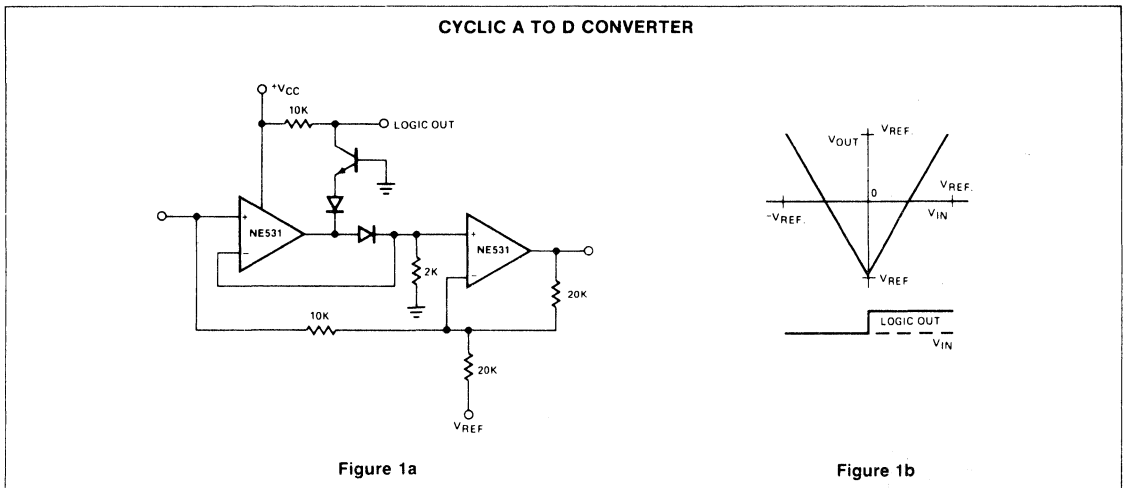 CYCLIC A TO D CONVERTER
+VCC
10K
LOGIC OUT
+
NE531
−
+
NE531
−
2K
20K
10K
20K
VREF
Figure 1a
VOUT
VREF.
0
VREF.
-VREF.
VIN
VREF
LOGIC OUT
VIN
Figure 1b